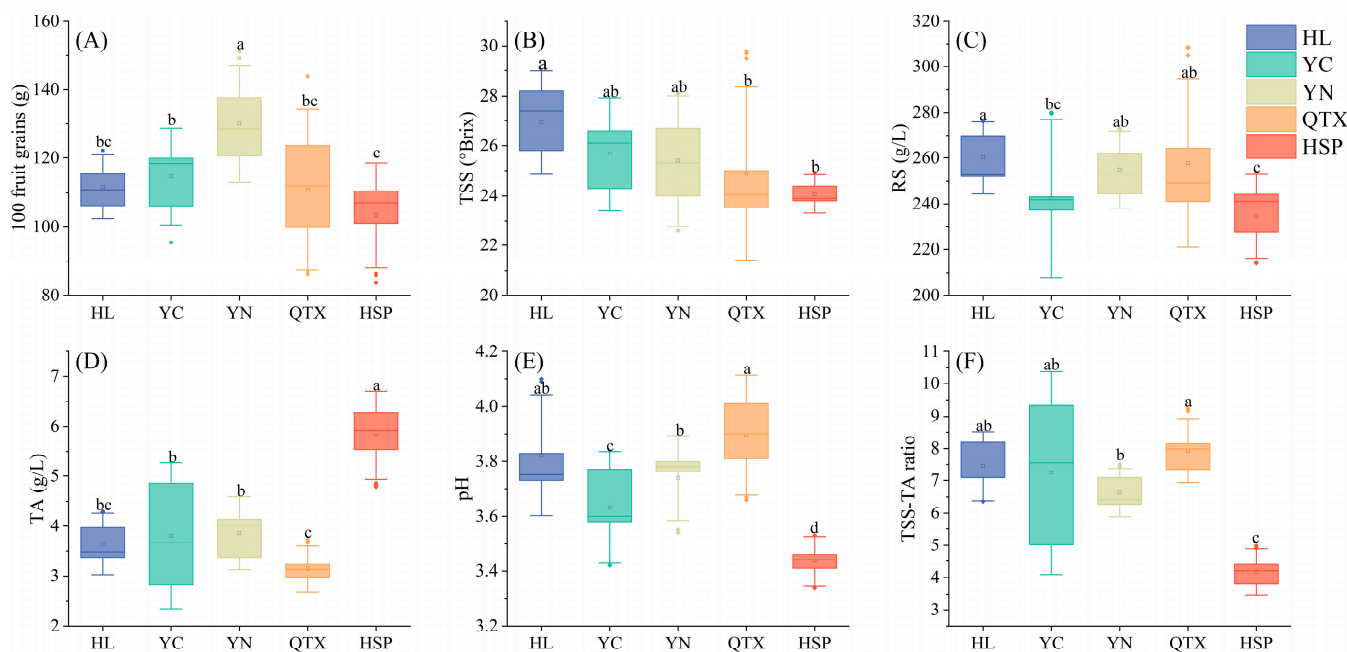 (A)
100 fruit grains (g)
160
140
120
100
80
bc
b
a
bc
c
HL
YC
YN
QTX
HSP
(B)
TSS (°Brix)
30
28
26
24
22
20
a
ab
ab
b
b
HL
YC
YN
QTX
HSP
(C)
RS (g/L)
320
300
280
260
240
220
200
a
bc
ab
ab
c
HL
YC
YN
QTX
HSP
HL
YC
YN
QTX
HSP
(D)
TA (g/L)
7
6
5
4
3
2
bc
b
b
c
a
HL
YC
YN
QTX
HSP
(E)
pH
4.2
4.0
3.8
3.6
3.4
3.2
ab
c
b
a
d
HL
YC
YN
QTX
HSP
(F)
TSS-TA ratio
11
10
9
8
7
6
5
4
3
ab
ab
b
a
c
HL
YC
YN
QTX
HSP